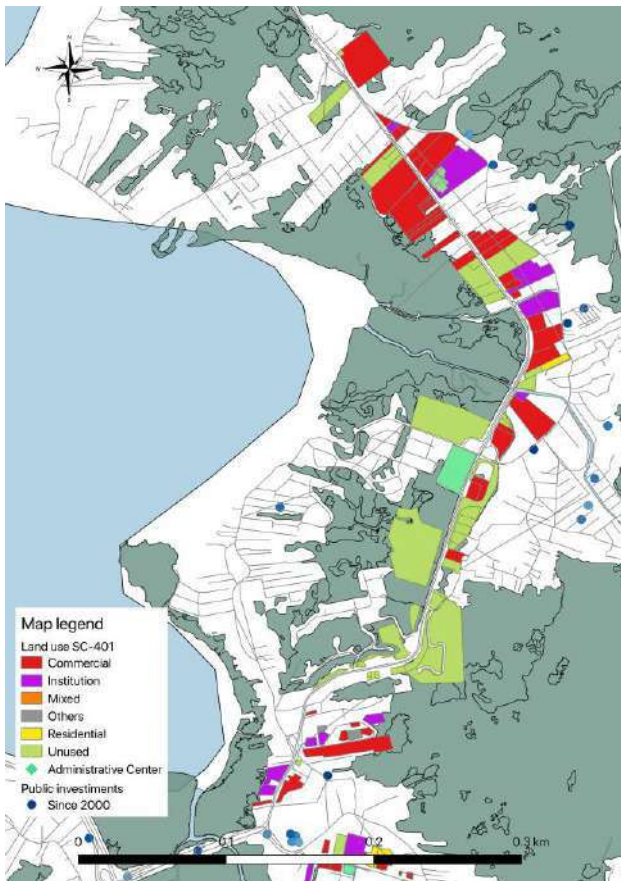 N
Map legend
Land use SC-401
Commercial
Institution
Mixed
Others
Residential
Unused
Administrative Center
Public investiments
Since 2000
0 0.1 0.2 0.3 km